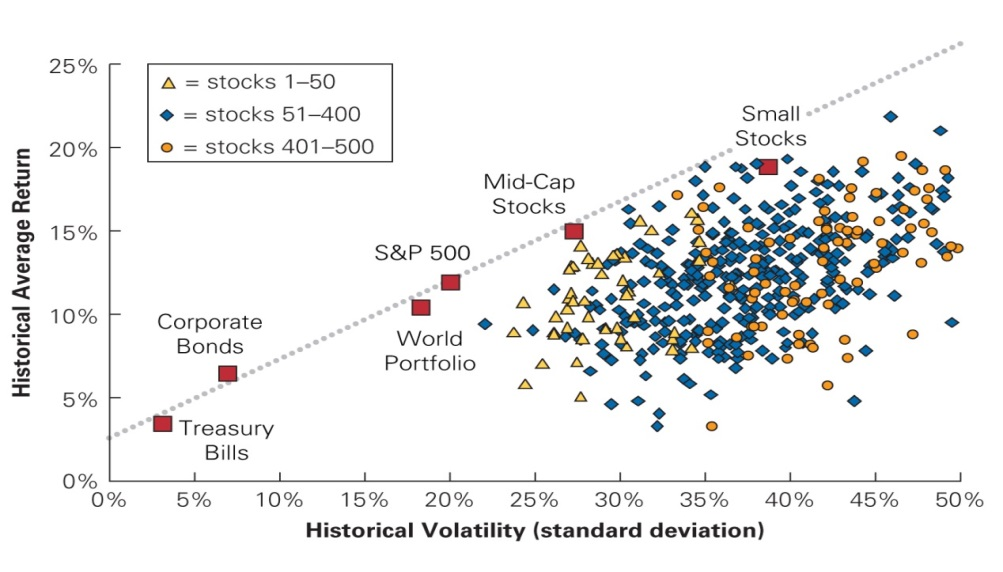 25%
20%
15%
10%
5%
0%
Historical Average Return
= stocks 1–50
= stocks 51–400
= stocks 401–500
Small
Stocks
Mid-Cap
Stocks
S&P 500
World
Portfolio
Corporate
Bonds
Treasury
Bills
0% 5% 10% 15% 20% 25% 30% 35% 40% 45% 50%
Historical Volatility (standard deviation)